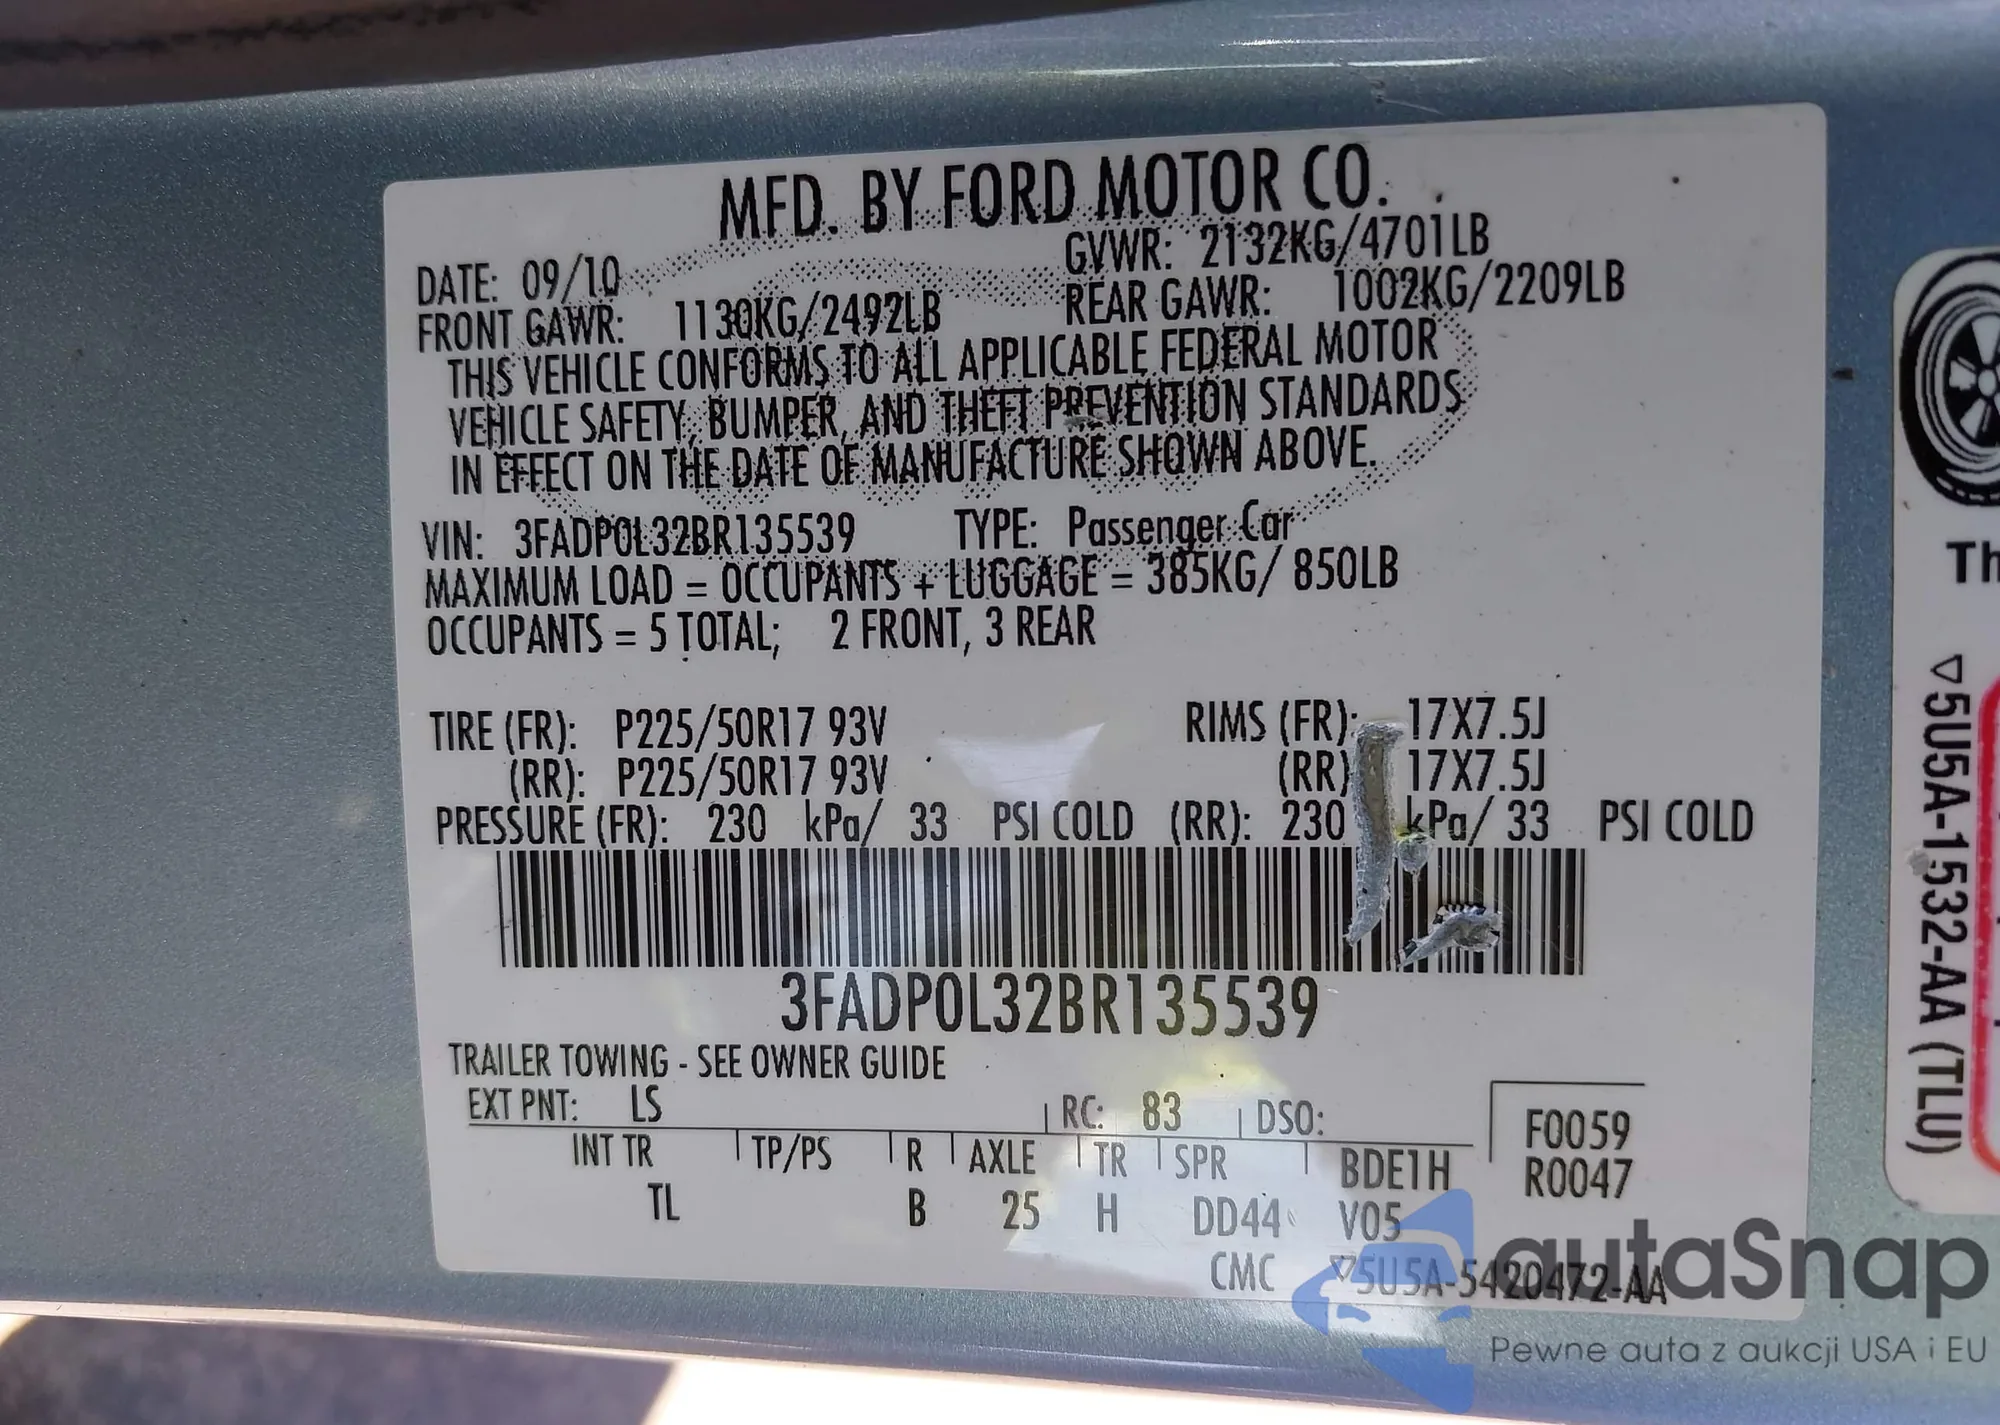 MFD. BY FORD MOTOR CO.
DATE: 09/10 GVWR: 2132KG/4701LB
FRONT GAWR: 1130KG/2492LB REAR GAWR: 1002KG/2209LB
THIS VEHICLE CONFORMS TO ALL APPLICABLE FEDERAL MOTOR
VEHICLE SAFETY, BUMPER, AND THEFT PREVENTION STANDARDS
IN EFFECT ON THE DATE OF MANUFACTURE SHOWN ABOVE.
VIN: 3FADP0L32BR135539 TYPE: Passenger Car
MAXIMUM LOAD = OCCUPANTS + LUGGAGE = 385KG/ 850LB
OCCUPANTS = 5 TOTAL; 2 FRONT, 3 REAR
TIRE (FR): P225/50R17 93V RIMS (FR): 17X7.5J
(RR): P225/50R17 93V (RR) 17X7.5J
PRESSURE (FR): 230 kPa/ 33 PSI COLD (RR): 230 kPa/ 33 PSI COLD
3FADP0L32BR135539
TRAILER TOWING - SEE OWNER GUIDE
EXT PNT: LS RC: 83 DSO: F0059
INT TR TP/PS R AXLE TR SPR BDE1H R0047
TL B 25 H DD44 V05
CMC ▽5U5A-5420472-AA
Th
▽5U5A-1532-AA (TLU)
autaSnap
Pewne auta z aukcji USA i EU